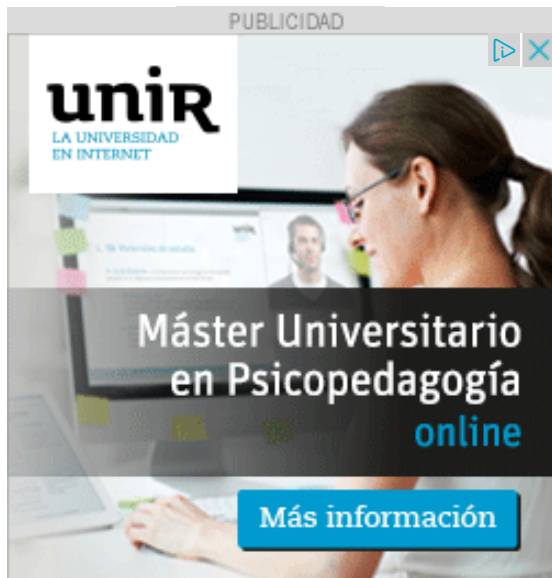 PUBLICIDAD
unir
LA UNIVERSIDAD
EN INTERNET
Máster Universitario
en Psicopedagogía
online
Más información